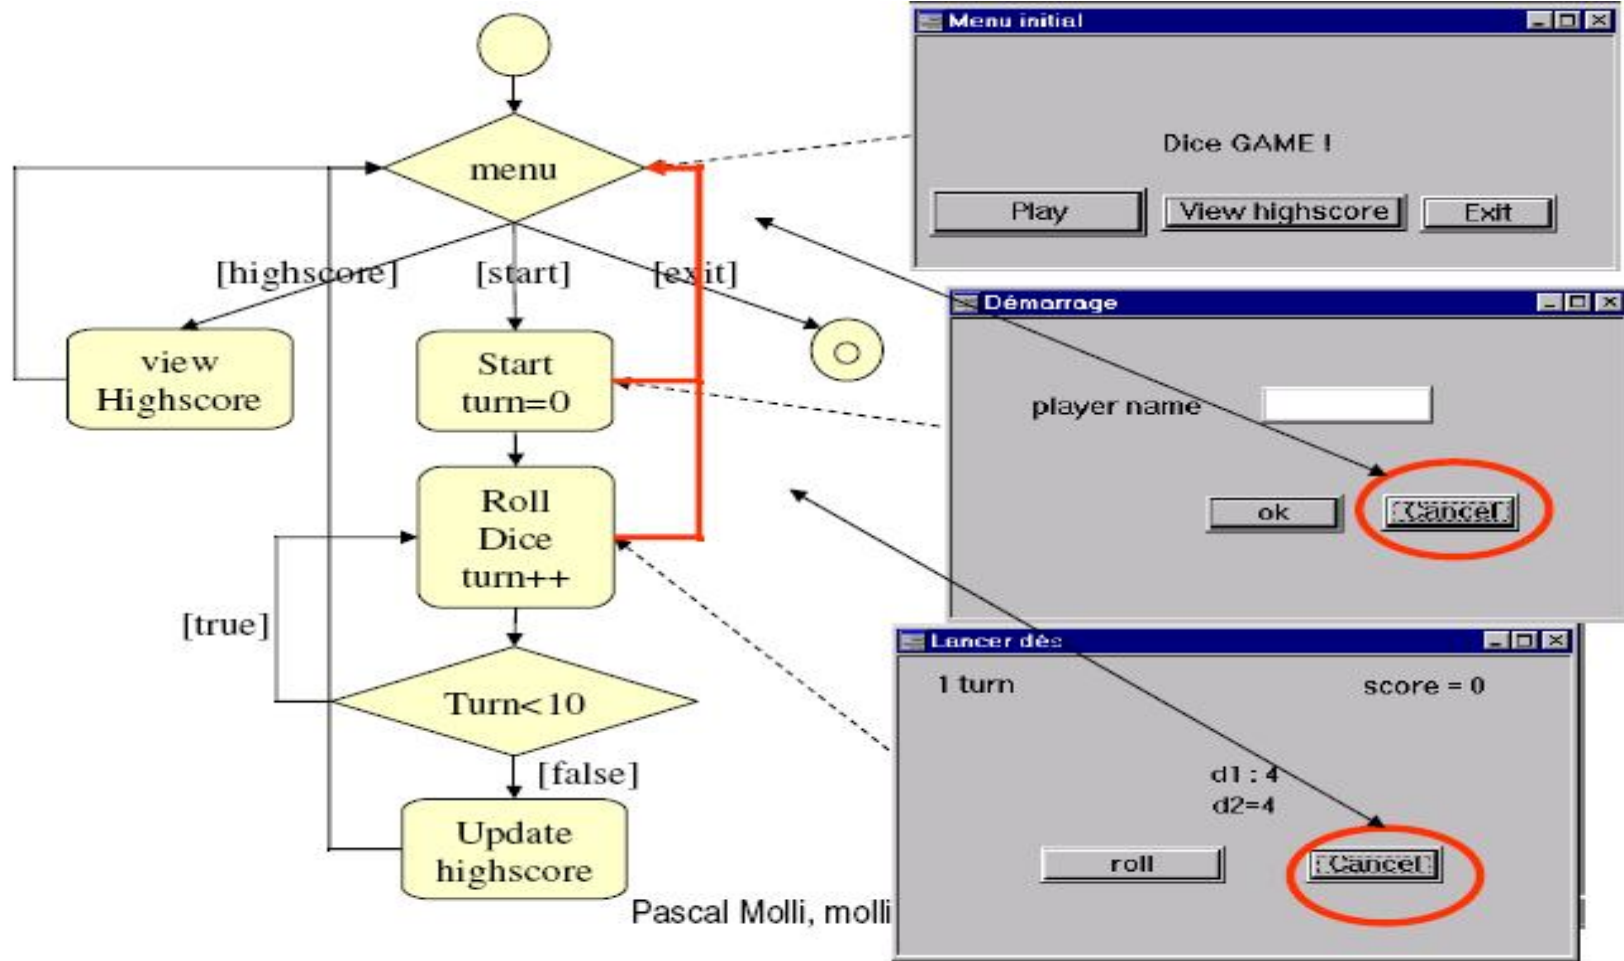 menu
[highscore]
[start]
[exit]
view
Highscore
Start
turn=0
Roll
Dice
turn++
[true]
Turn<10
[false]
Update
highscore
Pascal Molli, molli
Menu initial
Dice GAME !
Play
View highscore
Exit
Démarrage
player name
ok
Cancel
Lancer dés
1 turn
score = 0
d1 : 4
d2=4
roll
Cancel